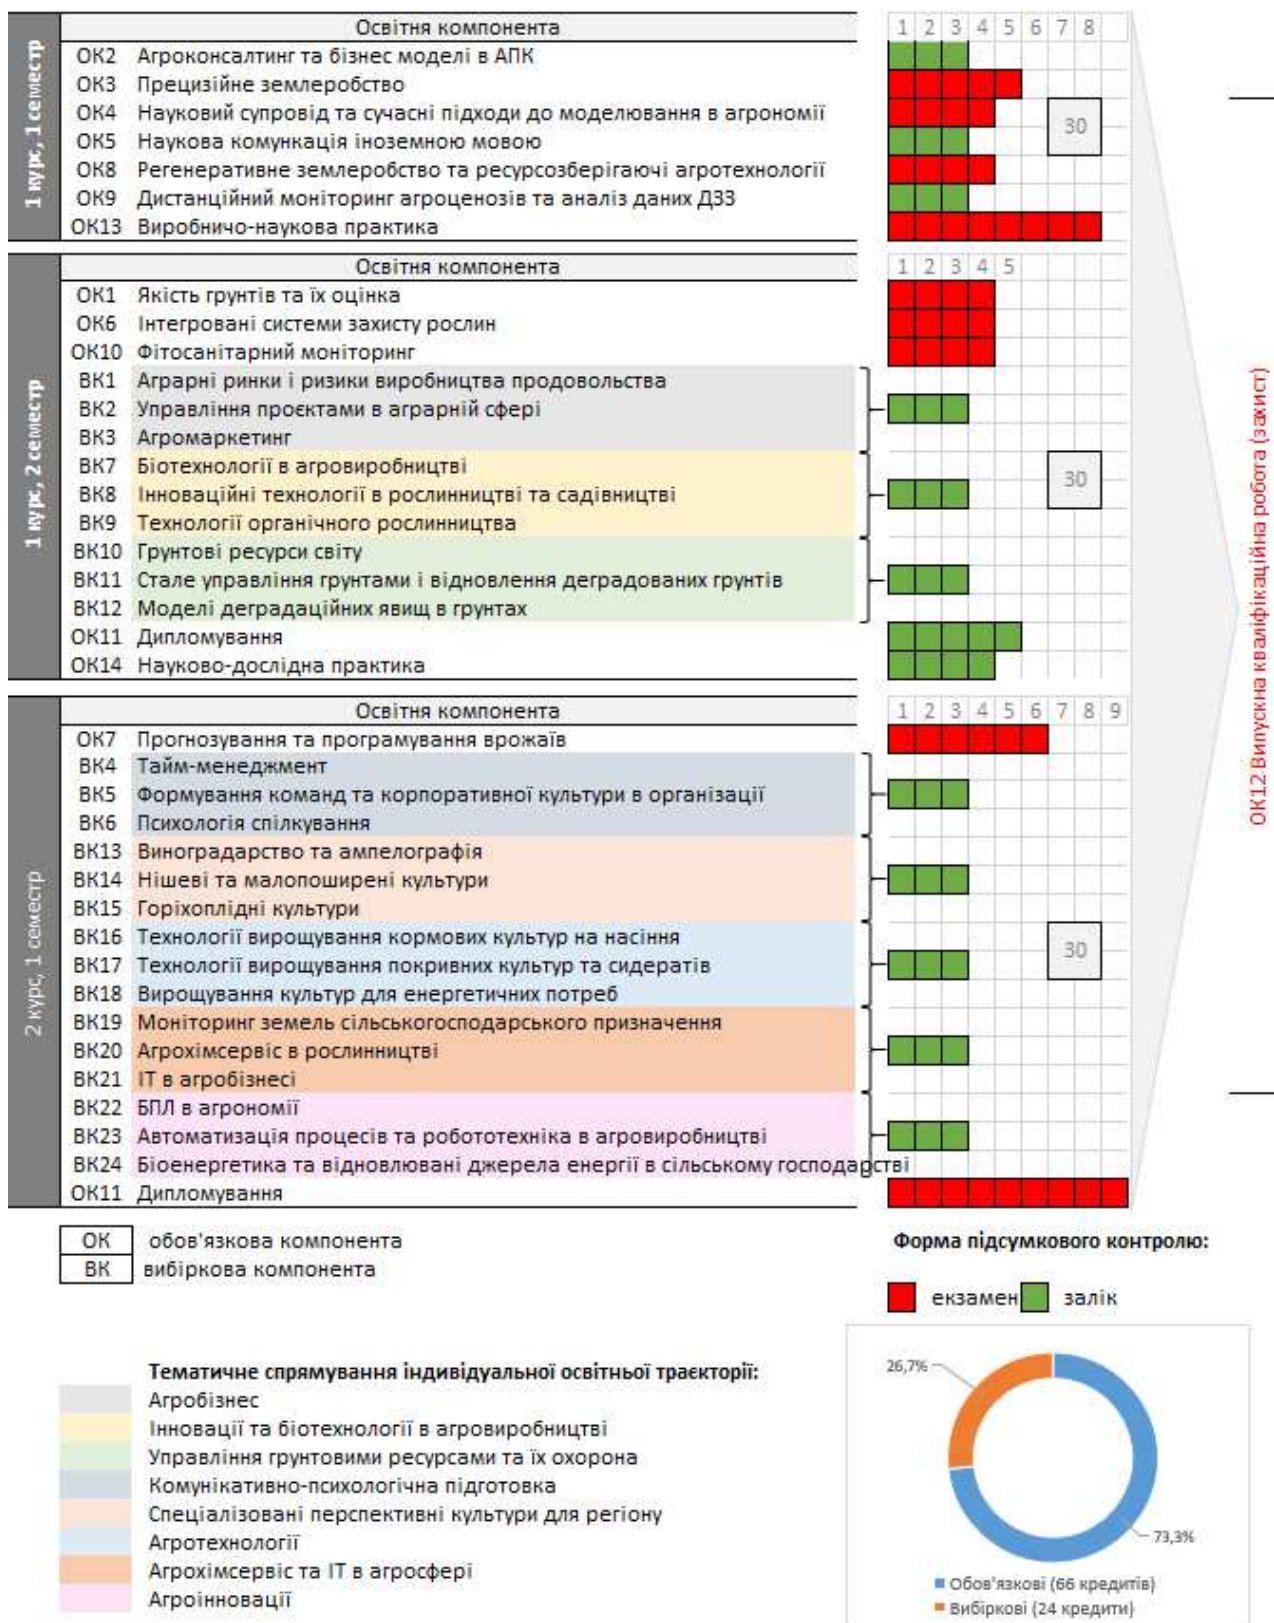 1 курс, 1 семестр
Освітня компонента
1 2 3 4 5 6 7 8
ОК2 Агроконсалтинг та бізнес моделі в АПК
ОК3 Прецизійне землеробство
ОК4 Науковий супровід та сучасні підходи до моделювання в агрономії
30
ОК5 Наукова комункація іноземною мовою
ОК8 Регенеративне землеробство та ресурсозберігаючі агротехнології
ОК9 Дистанційний моніторинг агроценозів та аналіз даних ДЗЗ
ОК13 Виробничо-наукова практика
1 курс, 2 семестр
Освітня компонента
1 2 3 4 5
ОК1 Якість грунтів та їх оцінка
ОК6 Інтегровані системи захисту рослин
ОК10 Фітосанітарний моніторинг
ВК1 Аграрні ринки і ризики виробництва продовольства
ВК2 Управління проєктами в аграрній сфері
ВК3 Агромаркетинг
ВК7 Біотехнології в агровиробництві
30
ВК8 Інноваційні технології в рослинництві та садівництві
ВК9 Технології органічного рослинництва
ВК10 Грунтові ресурси світу
ВК11 Стале управління грунтами і відновлення деградованих грунтів
ВК12 Моделі деградаційних явищ в грунтах
ОК11 Дипломування
ОК14 Науково-дослідна практика
2 курс, 1 семестр
Освітня компонента
1 2 3 4 5 6 7 8 9
ОК7 Прогнозування та програмування врожаїв
ВК4 Тайм-менеджмент
ВК5 Формування команд та корпоративної культури в організації
ВК6 Психологія спілкування
ВК13 Виноградарство та ампелографія
ВК14 Нішеві та малопоширені культури
ВК15 Горіхоплідні культури
ВК16 Технології вирощування кормових культур на насіння
30
ВК17 Технології вирощування покривних культур та сидератів
ВК18 Вирощування культур для енергетичних потреб
ВК19 Моніторинг земель сільськогосподарського призначення
ВК20 Агрохімсервіс в рослинництві
ВК21 ІТ в агробізнесі
ВК22 БПЛ в агрономії
ВК23 Автоматизація процесів та робототехніка в агровиробництві
ВК24 Біоенергетика та відновлювані джерела енергії в сільському господарстві
ОК11 Дипломування
ОК12 Випускна кваліфікаційна робота (захист)
ОК обов'язкова компонента
ВК вибіркова компонента
Форма підсумкового контролю:
екзамен залік
Тематичне спрямування індивідуальної освітньої траєкторії:
Агробізнес
Інновації та біотехнології в агровиробництві
Управління грунтовими ресурсами та їх охорона
Комунікативно-психологічна підготовка
Спеціалізовані перспективні культури для регіону
Агротехнології
Агрохімсервіс та ІТ в агросфері
Агроінновації
26,7%
73,3%
Обов'язкові (66 кредитів)
Вибіркові (24 кредити)